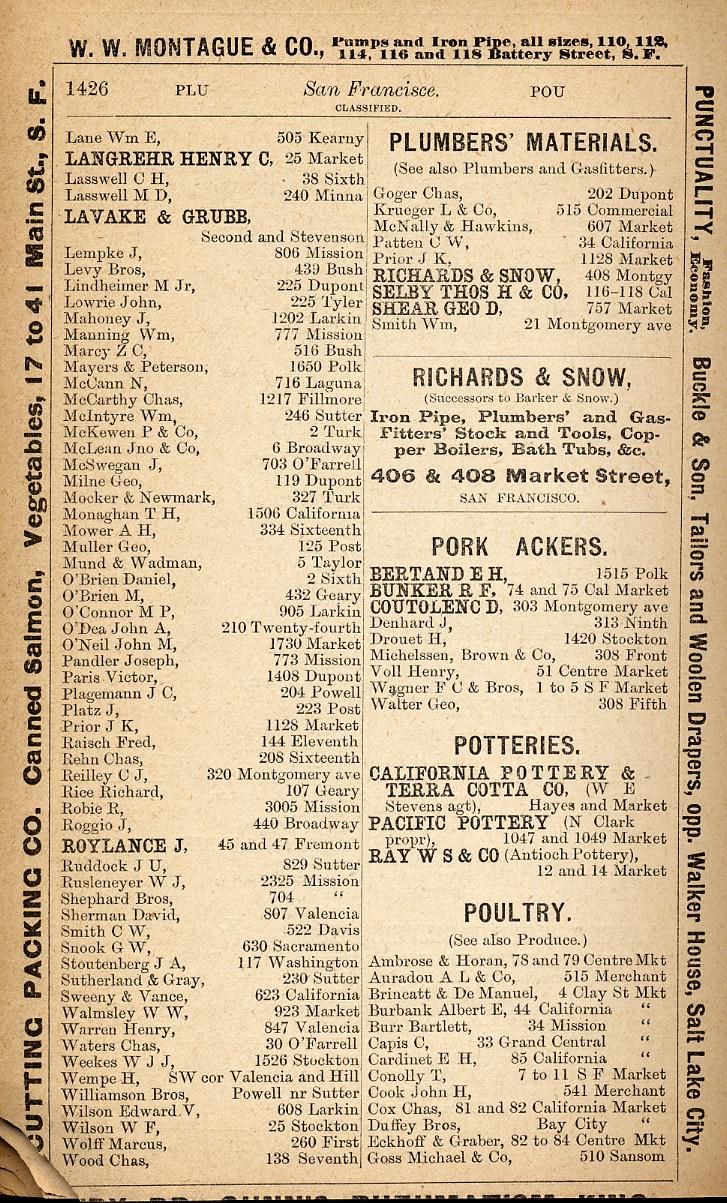 W. W. MONTAGUE & CO., Pumps and Iron Pipe, all sizes, 110, 112,
114, 116 and 118 Battery Street, S. F.
1426 PLU San Francisce. POU
CLASSIFIED.
Lane Wm E, 505 Kearny
LANGREHR HENRY C, 25 Market
Lasswell C H, 38 Sixth
Lasswell M D, 240 Minna
LAVAKE & GRUBB,
Second and Stevenson
Lempke J, 806 Mission
Levy Bros, 439 Bush
Lindheimer M Jr, 225 Dupont
Lowrie John, 225 Tyler
Mahoney J, 1202 Larkin
Manning Wm, 777 Mission
Marcy Z C, 516 Bush
Mayers & Peterson, 1650 Polk
McCann N, 716 Laguna
McCarthy Chas, 1217 Fillmore
McIntyre Wm, 246 Sutter
McKewen P & Co, 2 Turk
McLean Jno & Co, 6 Broadway
McSwegan J, 703 O'Farrell
Milne Geo, 119 Dupont
Mocker & Newmark, 327 Turk
Monaghan T H, 1506 California
Mower A H, 334 Sixteenth
Muller Geo, 125 Post
Mund & Wadman, 5 Taylor
O'Brien Daniel, 2 Sixth
O'Brien M, 432 Geary
O'Connor M P, 905 Larkin
O'Dea John A, 210 Twenty-fourth
O'Neil John M, 1730 Market
Pandler Joseph, 773 Mission
Paris Victor, 1408 Dupont
Plagemann J C, 204 Powell
Platz J, 223 Post
Prior J K, 1128 Market
Raisch Fred, 144 Eleventh
Rehn Chas, 208 Sixteenth
Reilley C J, 320 Montgomery ave
Rice Richard, 107 Geary
Robie R, 3005 Mission
Roggio J, 440 Broadway
ROYLANCE J, 45 and 47 Fremont
Ruddock J U, 829 Sutter
Rusleneyer W J, 2325 Mission
Shephard Bros, 704 "
Sherman David, 807 Valencia
Smith C W, 522 Davis
Snook G W, 630 Sacramento
Stoutenberg J A, 117 Washington
Sutherland & Gray, 230 Sutter
Sweeny & Vance, 623 California
Walmsley W W, 923 Market
Warren Henry, 847 Valencia
Waters Chas, 30 O'Farrell
Weekes W J J, 1526 Stockton
Wempe H, SW cor Valencia and Hill
Williamson Bros, Powell nr Sutter
Wilson Edward V, 608 Larkin
Wilson W F, 25 Stockton
Wolff Marcus, 260 First
Wood Chas, 138 Seventh
PLUMBERS' MATERIALS.
(See also Plumbers and Gasfitters.)
Goger Chas, 202 Dupont
Krueger L & Co, 515 Commercial
McNally & Hawkins, 607 Market
Patten C W, 34 California
Prior J K, 1128 Market
RICHARDS & SNOW, 408 Montgy
SELBY THOS H & CO, 116-118 Cal
SHEAR GEO D, 757 Market
Smith Wm, 21 Montgomery ave
RICHARDS & SNOW,
(Successors to Barker & Snow.)
Iron Pipe, Plumbers' and Gas-
Fitters' Stock and Tools, Cop-
per Boilers, Bath Tubs, &c.
406 & 408 Market Street,
SAN FRANCISCO.
PORK ACKERS.
BERTAND E H, 1515 Polk
BUNKER R F, 74 and 75 Cal Market
COUTOLENC D, 303 Montgomery ave
Denhard J, 313 Ninth
Drouet H, 1420 Stockton
Michelssen, Brown & Co, 308 Front
Voll Henry, 51 Centre Market
Wagner F C & Bros, 1 to 5 S F Market
Walter Geo, 308 Fifth
POTTERIES.
CALIFORNIA POTTERY &
TERRA COTTA CO, (W E
Stevens agt), Hayes and Market
PACIFIC POTTERY (N Clark
propr), 1047 and 1049 Market
RAY W S & CO (Antioch Pottery),
12 and 14 Market
POULTRY.
(See also Produce.)
Ambrose & Horan, 78 and 79 Centre Mkt
Auradou A L & Co, 515 Merchant
Brincatt & De Manuel, 4 Clay St Mkt
Burbank Albert E, 44 California "
Burr Bartlett, 34 Mission "
Capis C, 33 Grand Central "
Cardinet E H, 85 California "
Conolly T, 7 to 11 S F Market
Cook John H, 541 Merchant
Cox Chas, 81 and 82 California Market
Duffey Bros, Bay City "
Eckhoff & Graber, 82 to 84 Centre Mkt
Goss Michael & Co, 510 Sansom
CUTTING PACKING CO. Canned Salmon, Vegetables, 17 to 41 Main St., S. F.
PUNCTUALITY, Fashion, Economy. Buckle & Son, Tailors and Woolen Drapers, opp. Walker House, Salt Lake City.